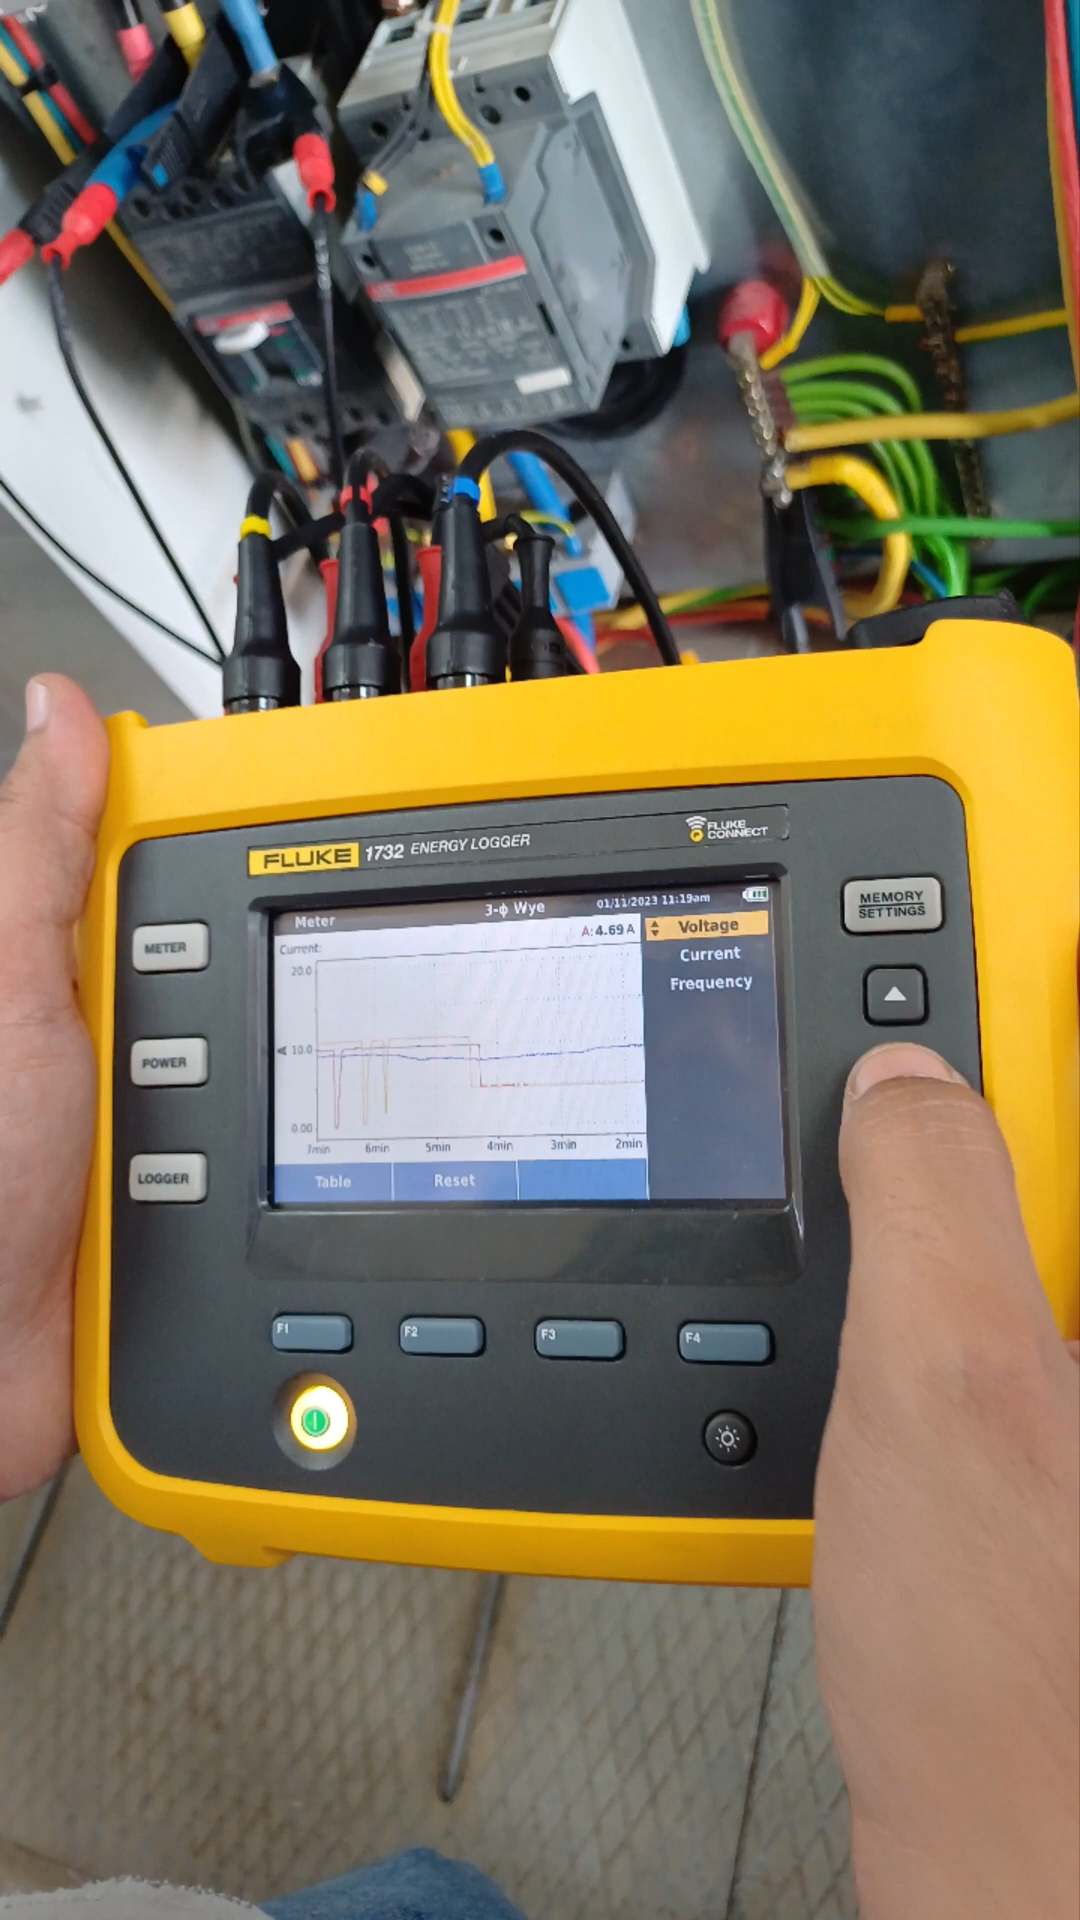 FLUKE 1732 ENERGY LOGGER
FLUKE CONNECT
Meter 3-ф Wye 01/11/2023 11:19am
Current: A:4.69 A
Voltage
Current
Frequency
20.0
10.0
0.00
7min 6min 5min 4min 3min 2min
Table Reset
METER
POWER
LOGGER
MEMORY
SETTINGS
F1 F2 F3 F4